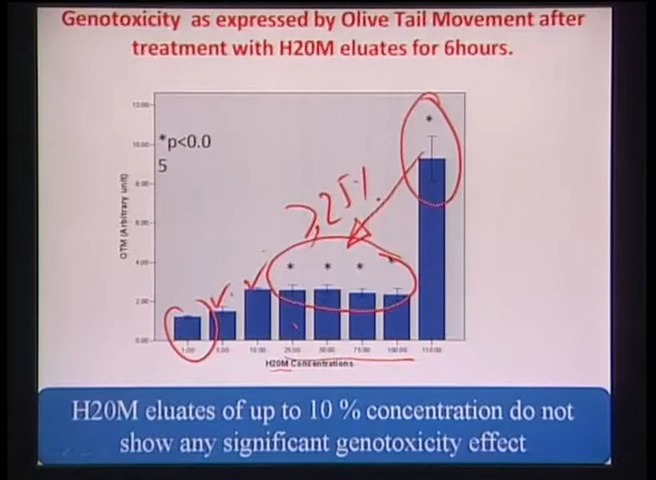 Genotoxicity as expressed by Olive Tail Movement after
treatment with H20M eluates for 6hours.
*p<0.0
5
OTM (Arbitrary unit)
12.00
10.00
8.00
6.00
4.00
2.00
0.00
≥25%
*
* * * *
1.00 5.00 10.00 25.00 50.00 75.00 100.00 110.00
H20M Concentrations
H20M eluates of up to 10 % concentration do not
show any significant genotoxicity effect